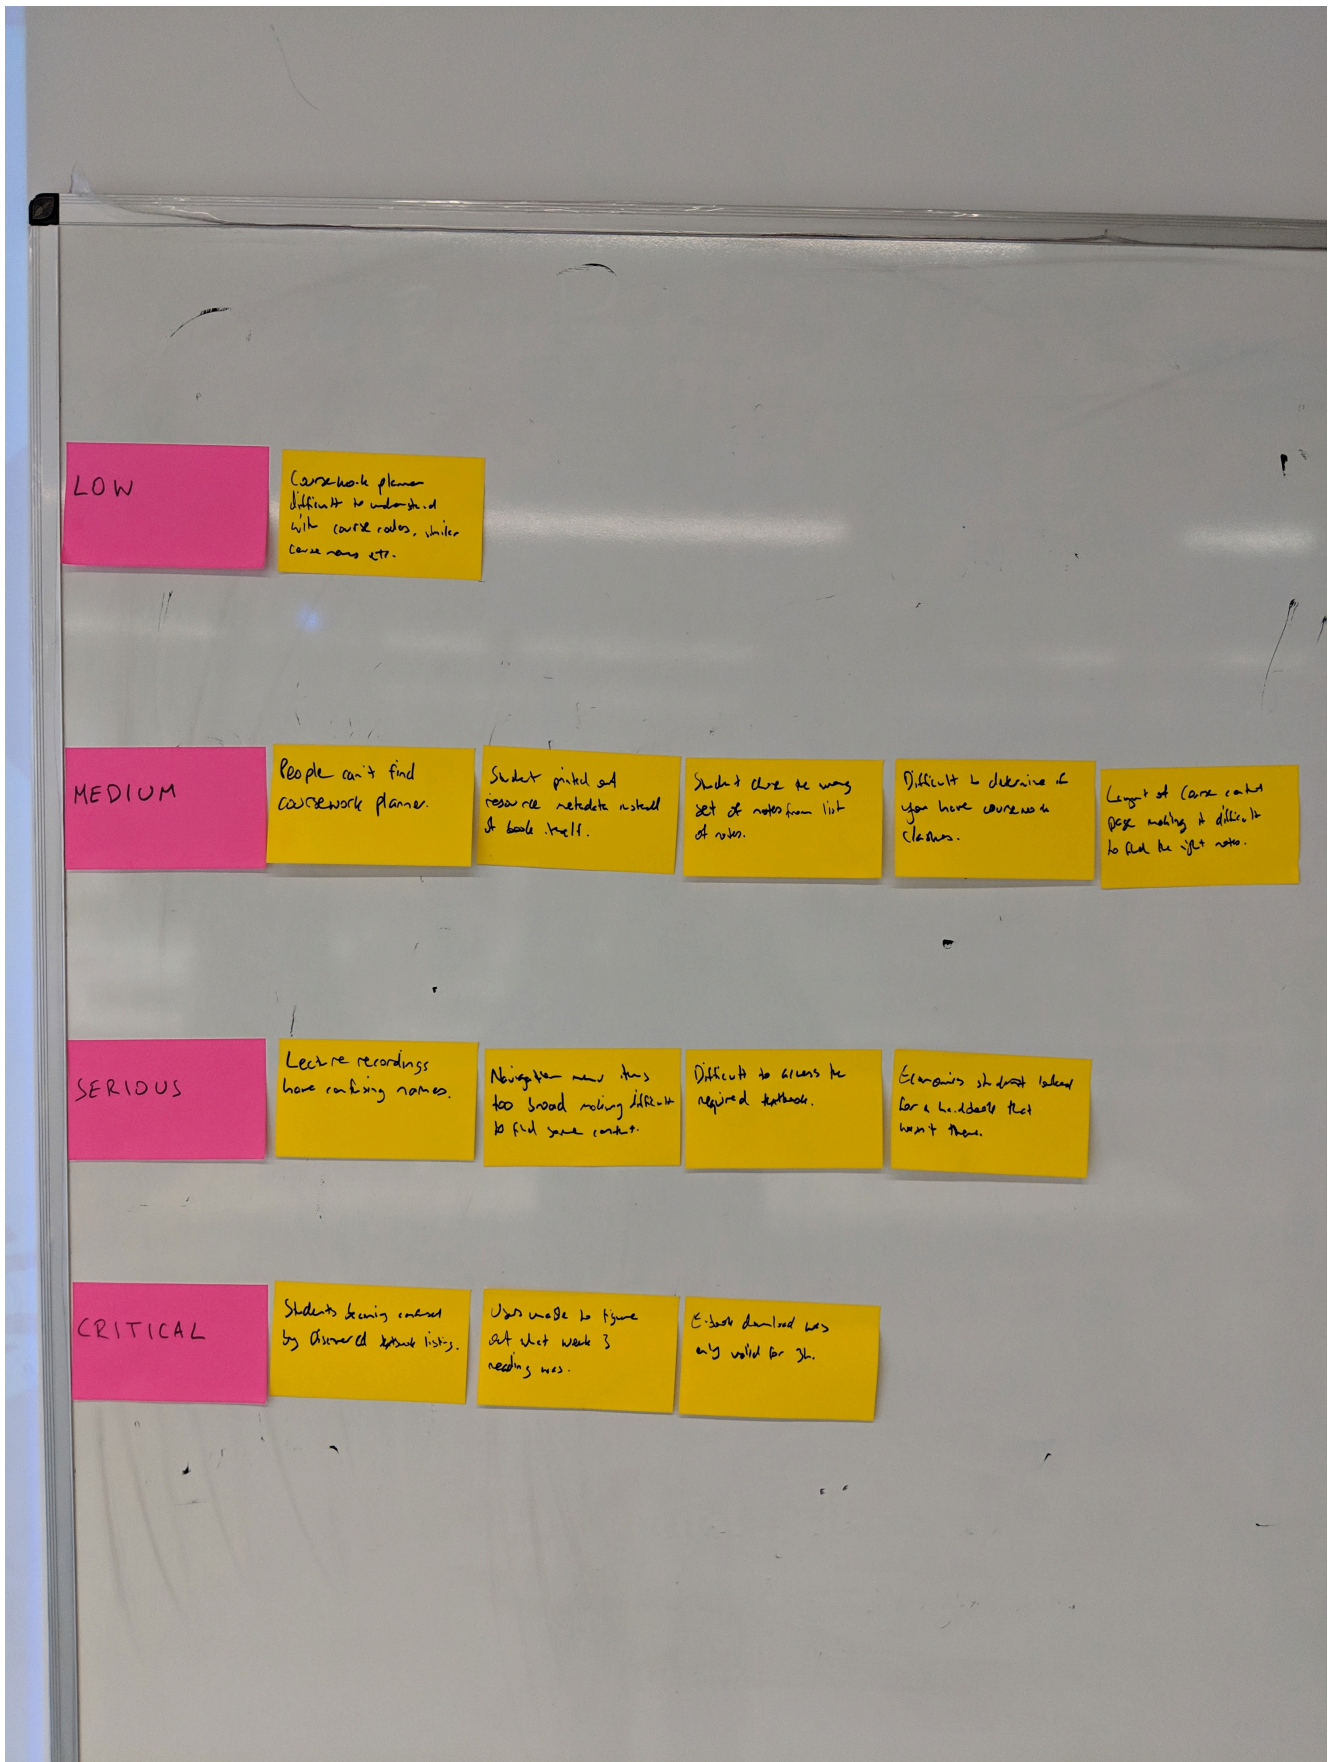 LOW
Coursework planner
difficult to understand
with course codes, similar
course names etc.
MEDIUM
People can't find
coursework planner.
Student printed out
resource metadata instead
of book itself.
Student chose the wrong
set of notes from list
of notes.
Difficult to determine if
you have coursework
clashes.
Layout of course content
page making it difficult
to find the right notes.
SERIOUS
Lecture recordings
have confusing names.
Navigation menu items
too broad making difficult
to find some content.
Difficult to access the
required textbook.
Economics student looked
for a handbook that
wasn't there.
CRITICAL
Students becoming confused
by DiscoverEd textbook listing.
Users unable to figure
out what week 3
reading was.
E-book download was
only valid for 3h.